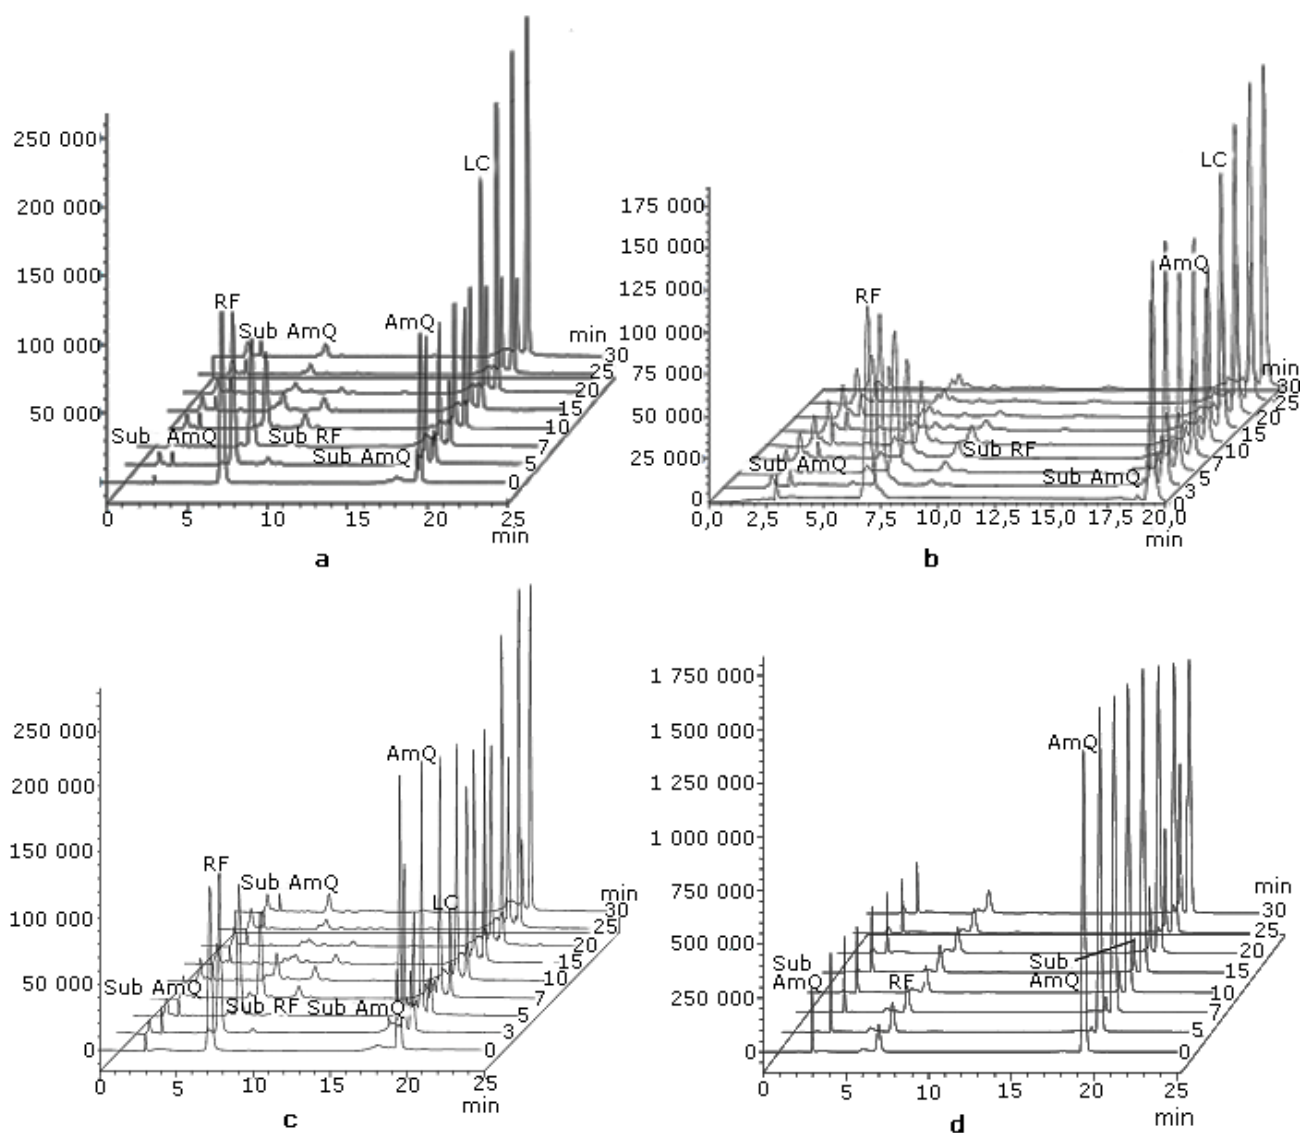 250 000
200 000
150 000
100 000
50 000
0
RF
Sub AmQ
AmQ
LC
Sub AmQ
Sub RF
Sub AmQ
min
30
25
20
15
10
7
5
0
0 5 10 15 20 25
min
a
175 000
150 000
125 000
100 000
75 000
50 000
25 000
0
RF
AmQ
LC
Sub AmQ
Sub RF
Sub AmQ
min
30
25
20
15
10
7
5
3
0
0,0 2,5 5,0 7,5 10,0 12,5 15,0 17,5 20,0
min
b
250 000
200 000
150 000
100 000
50 000
0
RF
Sub AmQ
AmQ
LC
Sub AmQ
Sub RF
Sub AmQ
min
30
25
20
15
10
7
5
3
0
0 5 10 15 20 25
min
c
1 750 000
1 500 000
1 250 000
1 000 000
750 000
500 000
250 000
0
AmQ
Sub
AmQ
RF
Sub
AmQ
min
30
25
20
15
10
7
5
0
0 5 10 15 20 25
min
d